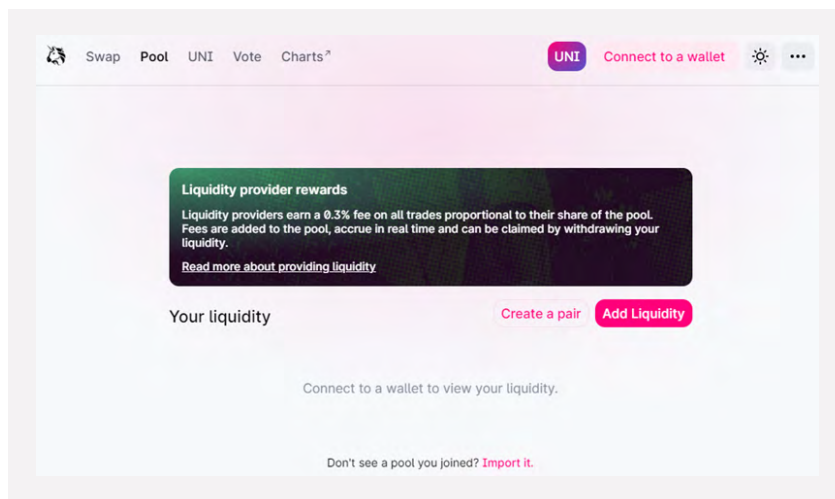 Swap Pool UNI Vote Charts↗ UNI Connect to a wallet
Liquidity provider rewards
Liquidity providers earn a 0.3% fee on all trades proportional to their share of the pool.
Fees are added to the pool, accrue in real time and can be claimed by withdrawing your
liquidity.
Read more about providing liquidity
Your liquidity Create a pair Add Liquidity
Connect to a wallet to view your liquidity.
Don't see a pool you joined? Import it.